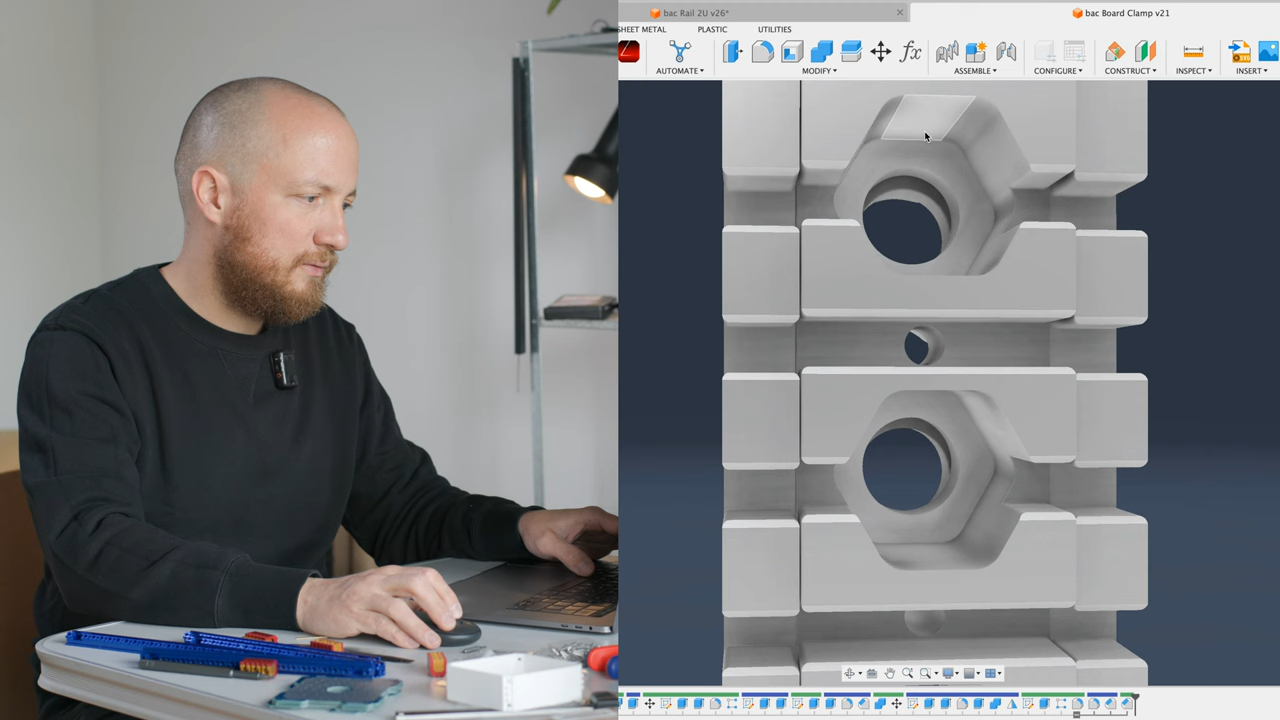 bac Rail 2U v26*
bac Board Clamp v21
SHEET METAL
PLASTIC
UTILITIES
AUTOMATE
MODIFY
fx
ASSEMBLE
CONFIGURE
CONSTRUCT
INSPECT
INSERT